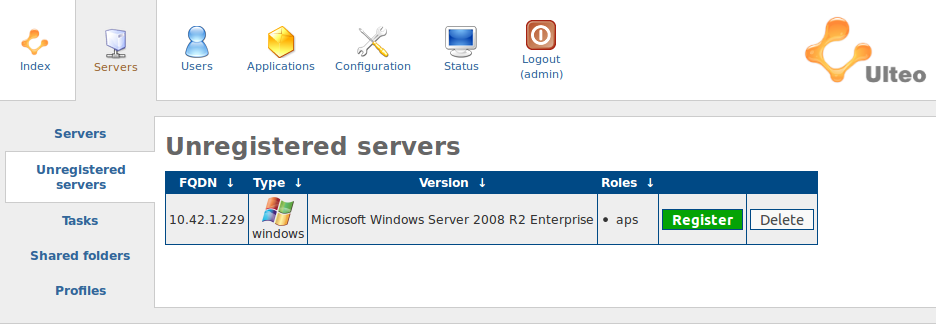 Index
Servers
Users
Applications
Configuration
Status
Logout
(admin)
Ulteo
Servers
Unregistered
servers
Tasks
Shared folders
Profiles
Unregistered servers
FQDN ↓ Type ↓ Version ↓ Roles ↓
10.42.1.229 windows Microsoft Windows Server 2008 R2 Enterprise • aps Register Delete